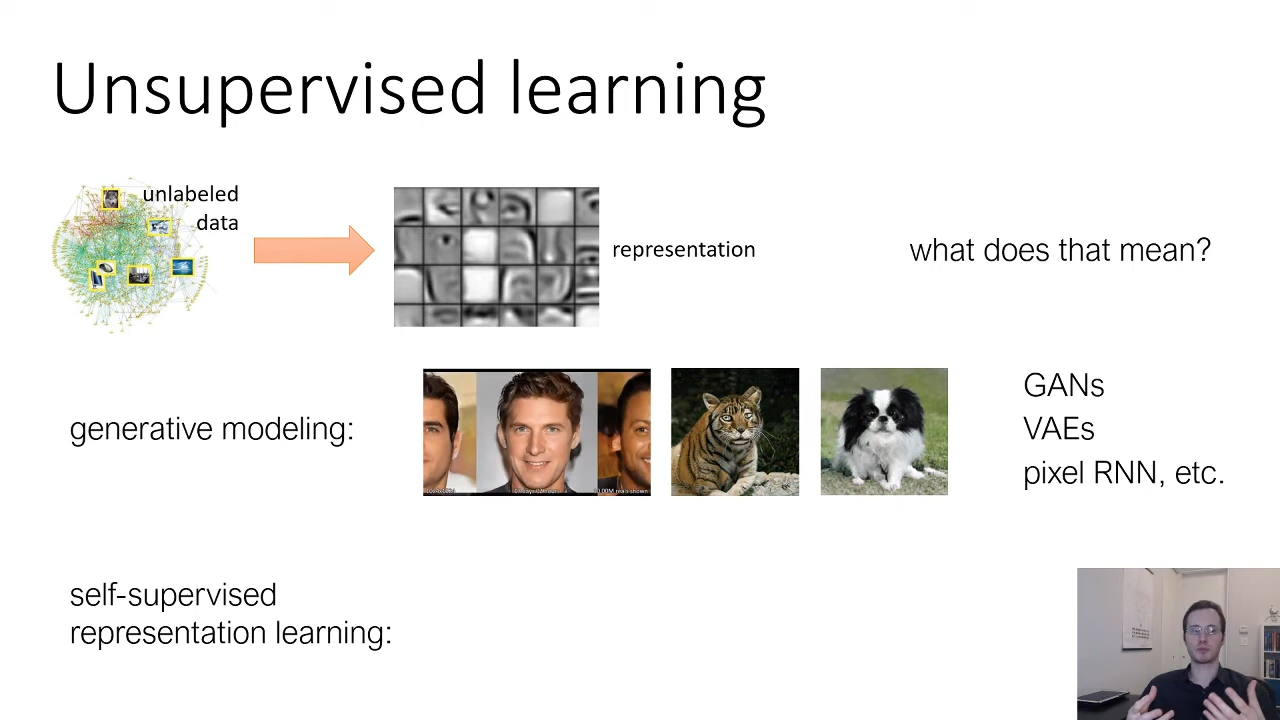 Unsupervised learning
unlabeled
data
representation
what does that mean?
generative modeling:
GANs
VAEs
pixel RNN, etc.
self-supervised
representation learning: